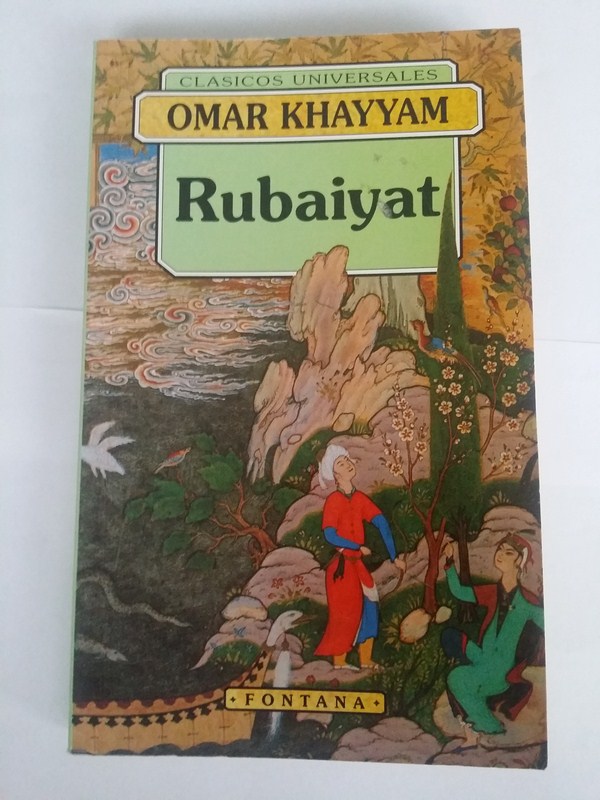 CLASICOS UNIVERSALES
OMAR KHAYYAM
Rubaiyat
FONTANA